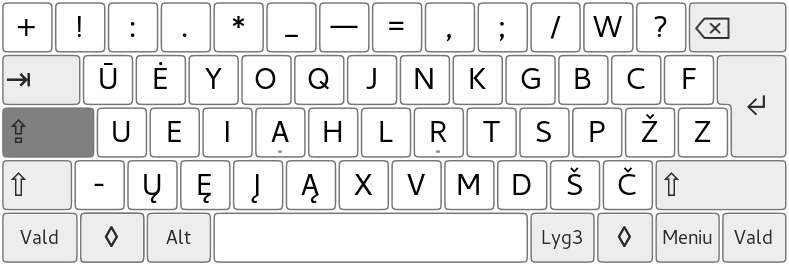 + ! : . * _ — = , ; / W ?
Ū Ė Y O Q J N K G B C F
U E I A H L R T S P Ž Z
- Ų Ę Į Ą X V M D Š Č
Vald Alt Lyg3 Meniu Vald